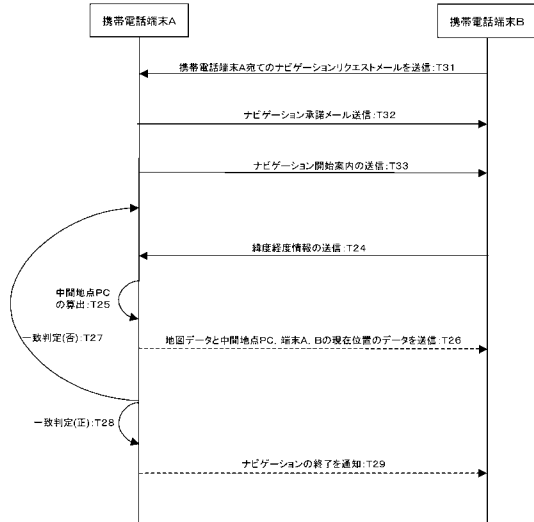 携帯電話端末A
携帯電話端末B
携帯電話端末A宛てのナビゲーションリクエストメールを送信:T31
ナビゲーション承諾メール送信:T32
ナビゲーション開始案内の送信:T33
緯度経度情報の送信:T24
中間地点PC
の算出:T25
一致判定(否):T27
地図データと中間地点PC、端末A、Bの現在位置のデータを送信:T26
一致判定(正):T28
ナビゲーションの終了を通知:T29